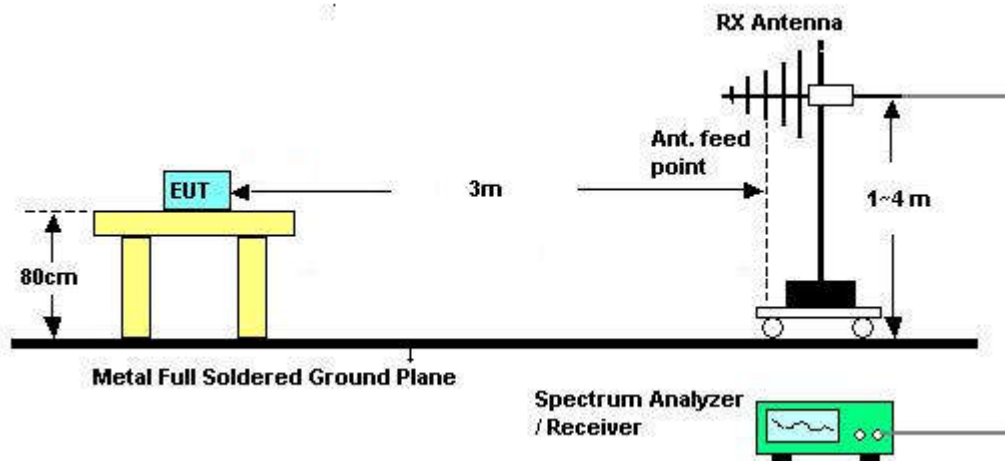 RX Antenna
Ant. feed
point
EUT
3m
1~4 m
80cm
Metal Full Soldered Ground Plane
Spectrum Analyzer
/ Receiver